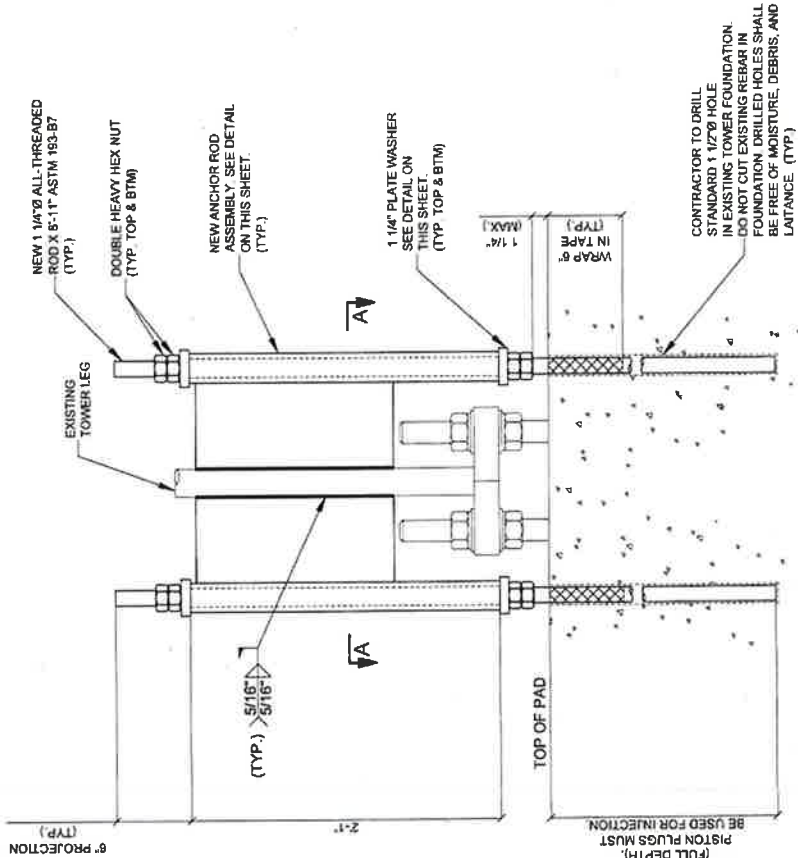 NEW 1 1/4"Ø ALL-THREADED
ROD X 6'-11" ASTM 193-B7
(TYP.)
DOUBLE HEAVY HEX NUT
(TYP. TOP & BTM)
NEW ANCHOR ROD
ASSEMBLY. SEE DETAIL
ON THIS SHEET.
(TYP.)
1 1/4" PLATE WASHER
SEE DETAIL ON
THIS SHEET.
(TYP. TOP & BTM)
1 1/4"
(MAX.)
WRAP 6"
IN TAPE
(TYP.)
CONTRACTOR TO DRILL
STANDARD 1 1/2"Ø HOLE
IN EXISTING TOWER FOUNDATION.
DO NOT CUT EXISTING REBAR IN
FOUNDATION. DRILLED HOLES SHALL
BE FREE OF MOISTURE, DEBRIS, AND
LAITANCE. (TYP.)
EXISTING
TOWER LEG
A
A
(TYP.)
5/16"
5/16"
TOP OF PAD
6" PROJECTION
(TYP.)
2'-1"
(FULL DEPTH).
PISTON PLUGS MUST
BE USED FOR INJECTION.